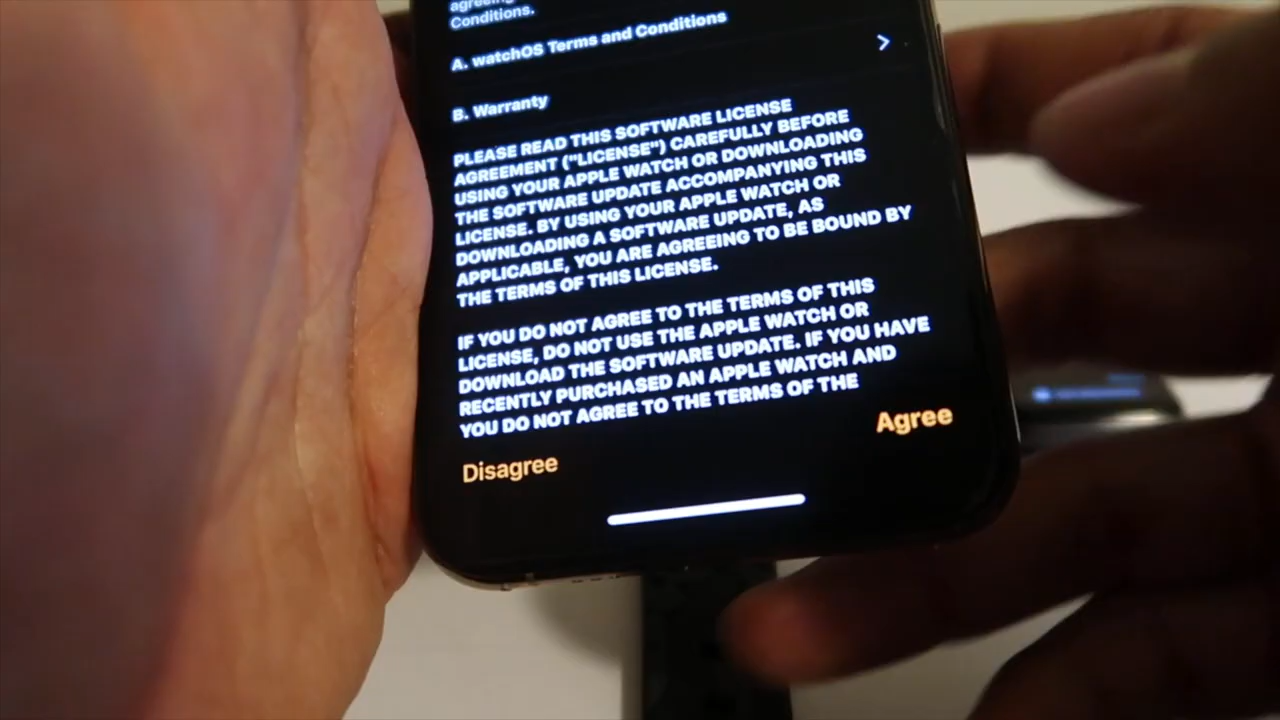 agreeing
Conditions.
A. watchOS Terms and Conditions
B. Warranty
PLEASE READ THIS SOFTWARE LICENSE
AGREEMENT ("LICENSE") CAREFULLY BEFORE
USING YOUR APPLE WATCH OR DOWNLOADING
THE SOFTWARE UPDATE ACCOMPANYING THIS
LICENSE. BY USING YOUR APPLE WATCH OR
DOWNLOADING A SOFTWARE UPDATE, AS
APPLICABLE, YOU ARE AGREEING TO BE BOUND BY
THE TERMS OF THIS LICENSE.
IF YOU DO NOT AGREE TO THE TERMS OF THIS
LICENSE, DO NOT USE THE APPLE WATCH OR
DOWNLOAD THE SOFTWARE UPDATE. IF YOU HAVE
RECENTLY PURCHASED AN APPLE WATCH AND
YOU DO NOT AGREE TO THE TERMS OF THE
Disagree
Agree